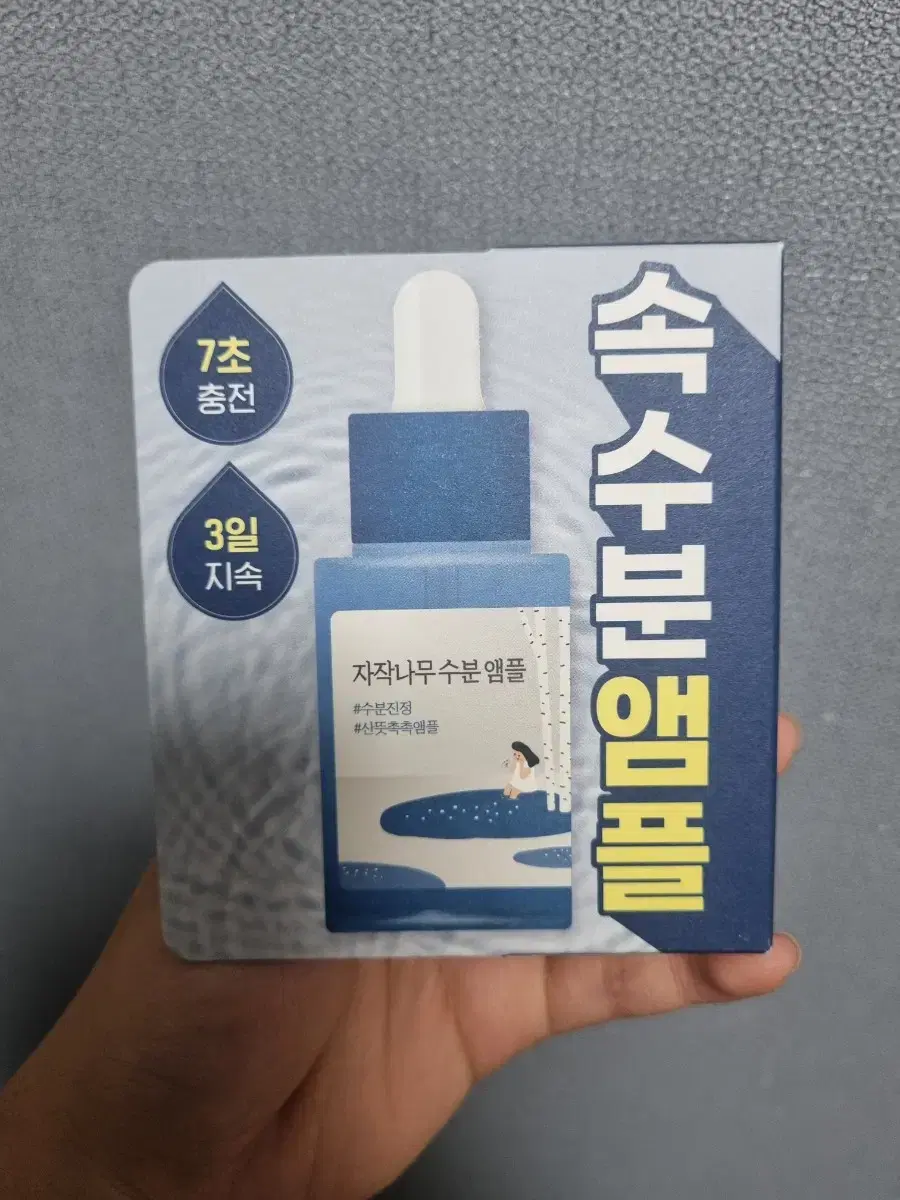 7초
충전
3일
지속
자작나무 수분 앰플
#수분진정
#산뜻촉촉앰플
속수분앰플